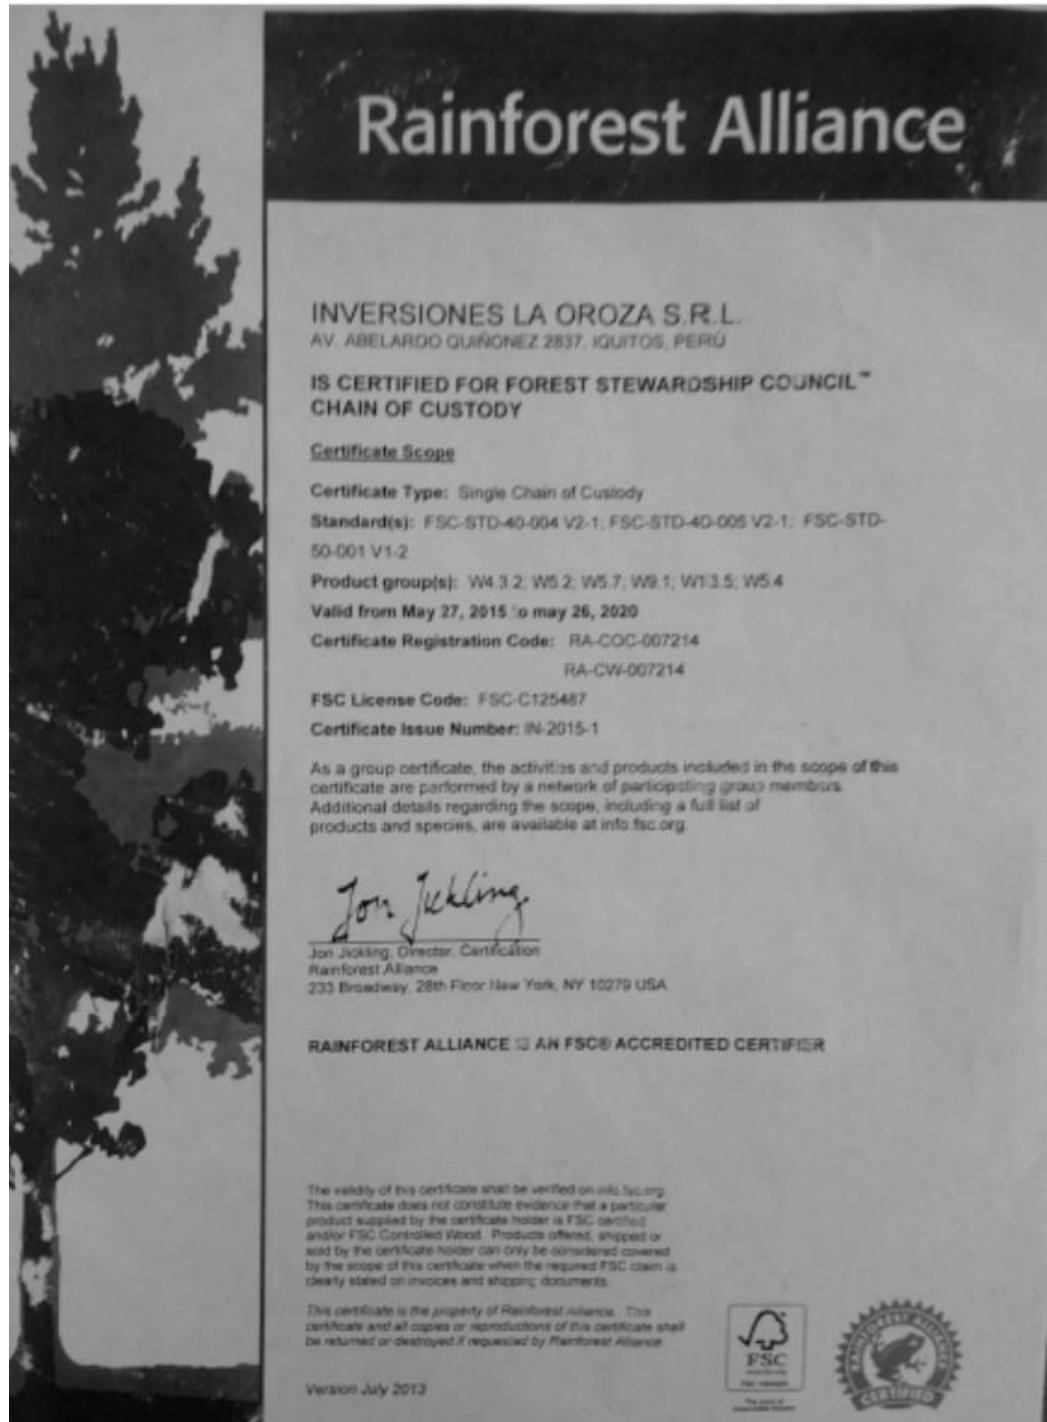 Rainforest Alliance
INVERSIONES LA OROZA S.R.L.
AV. ABELARDO QUIÑONEZ 2837, IQUITOS, PERÚ
IS CERTIFIED FOR FOREST STEWARDSHIP COUNCIL™
CHAIN OF CUSTODY
Certificate Scope
Certificate Type: Single Chain of Custody
Standard(s): FSC-STD-40-004 V2-1; FSC-STD-40-005 V2-1; FSC-STD-
50-001 V1-2
Product group(s): W4.3.2; W5.2; W5.7; W9.1; W13.5; W5.4
Valid from May 27, 2015 to may 26, 2020
Certificate Registration Code: RA-COC-007214
RA-CW-007214
FSC License Code: FSC-C125487
Certificate Issue Number: IN-2015-1
As a group certificate, the activities and products included in the scope of this
certificate are performed by a network of participating group members.
Additional details regarding the scope, including a full list of
products and species, are available at info.fsc.org
Jon Jickling
Jon Jickling, Director, Certification
Rainforest Alliance
233 Broadway, 28th Floor New York, NY 10279 USA
RAINFOREST ALLIANCE IS AN FSC® ACCREDITED CERTIFIER
The validity of this certificate shall be verified on info.fsc.org
This certificate does not constitute evidence that a particular
product supplied by the certificate holder is FSC certified
and/or FSC Controlled Wood. Products offered, shipped or
sold by the certificate holder can only be considered covered
by the scope of this certificate when the required FSC claim is
clearly stated on invoices and shipping documents.
This certificate is the property of Rainforest Alliance. This
certificate and all copies or reproductions of this certificate shall
be returned or destroyed if requested by Rainforest Alliance
Version July 2013
FSC
CERTIFIED